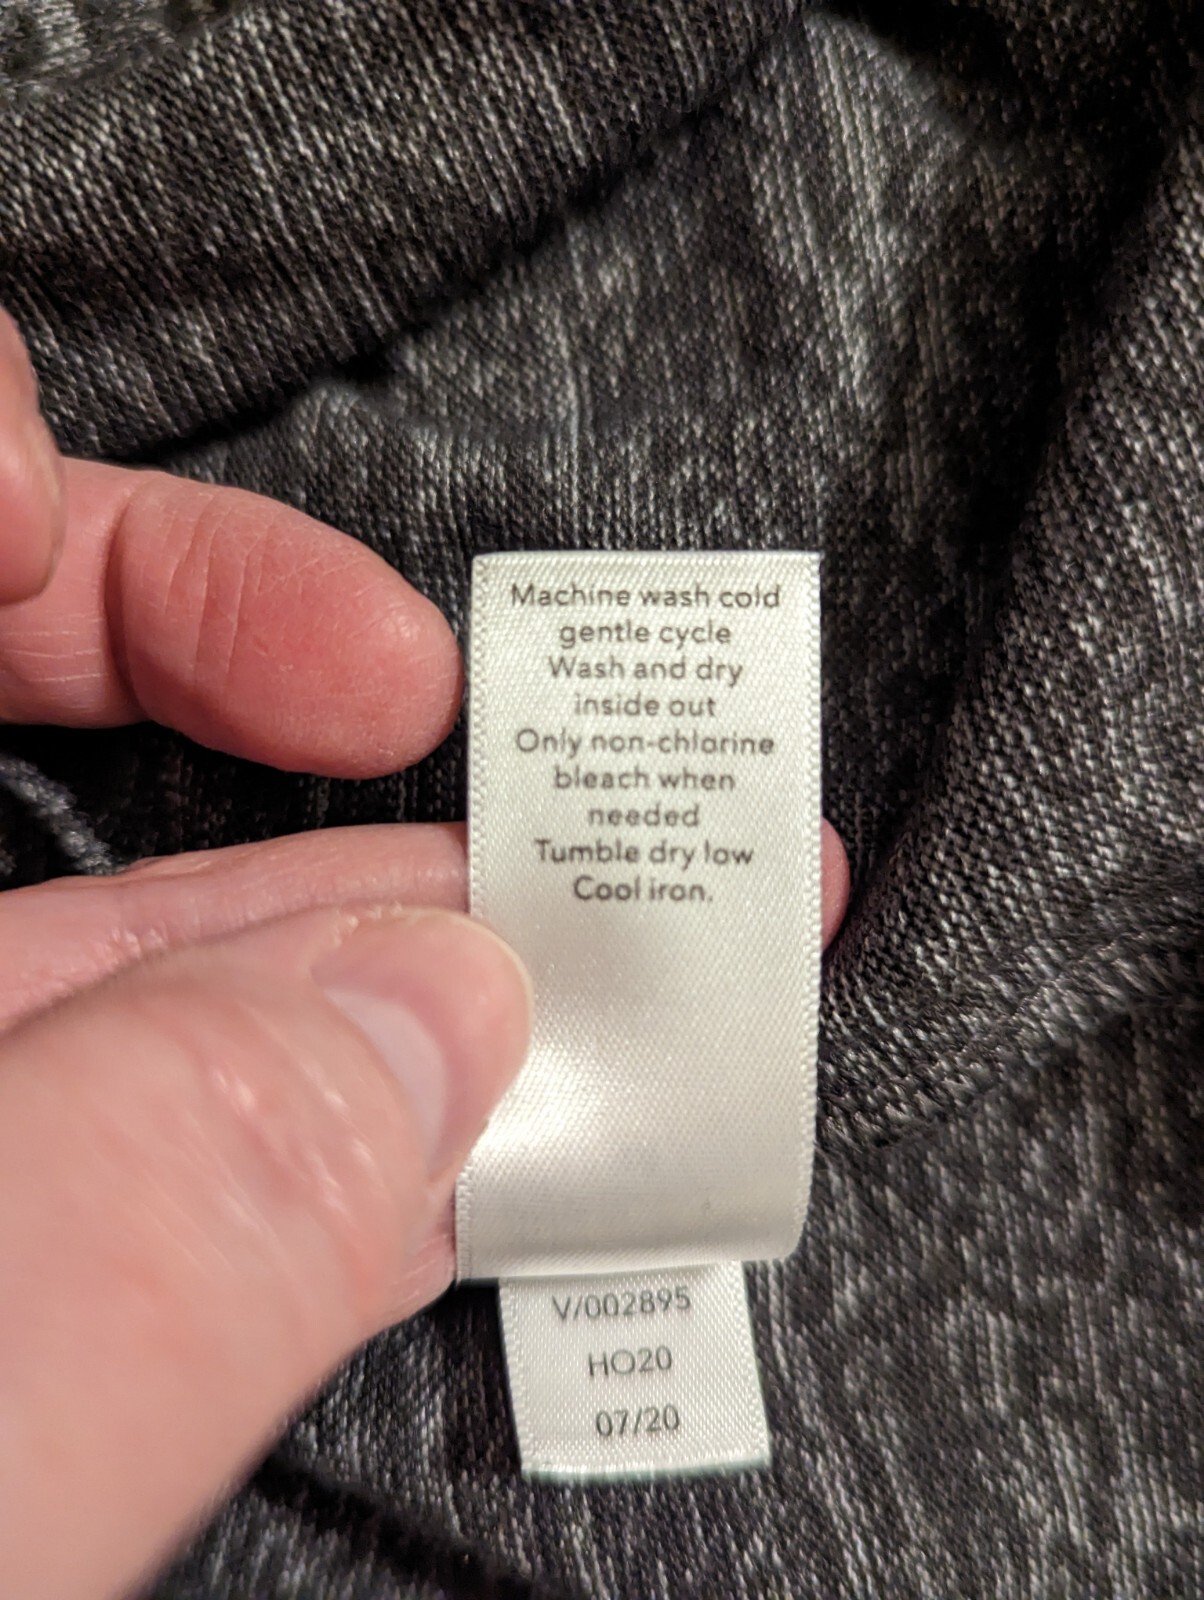 Machine wash cold
gentle cycle
Wash and dry
inside out
Only non-chlorine
bleach when
needed
Tumble dry low
Cool iron.
V/002895
HO20
07/20